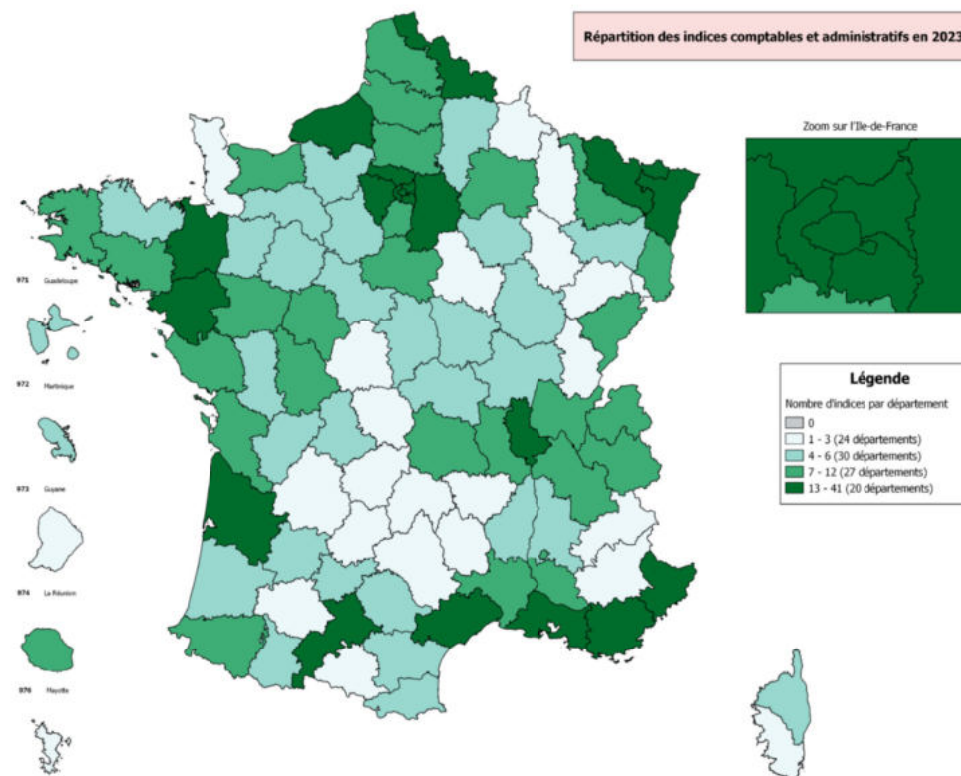 Répartition des indices comptables et administratifs en 2023
Zoom sur l'Ile-de-France
971 Guadeloupe
972 Martinique
973 Guyane
974 La Réunion
976 Mayotte
Légende
Nombre d'indices par département
0
1 - 3 (24 départements)
4 - 6 (30 départements)
7 - 12 (27 départements)
13 - 41 (20 départements)